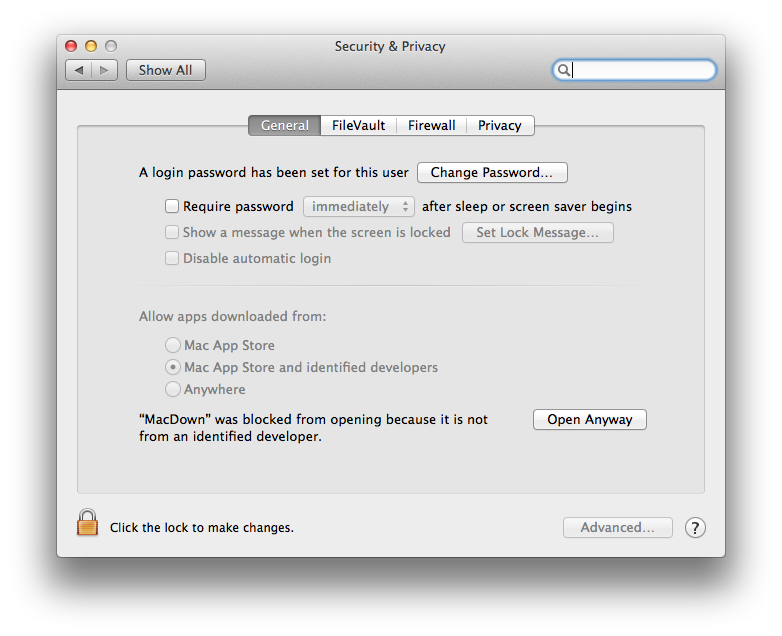 Security & Privacy
Show All
General FileVault Firewall Privacy
A login password has been set for this user Change Password...
Require password immediately after sleep or screen saver begins
Show a message when the screen is locked Set Lock Message...
Disable automatic login
Allow apps downloaded from:
Mac App Store
Mac App Store and identified developers
Anywhere
“MacDown” was blocked from opening because it is not
from an identified developer.
Open Anyway
Click the lock to make changes.
Advanced...
?